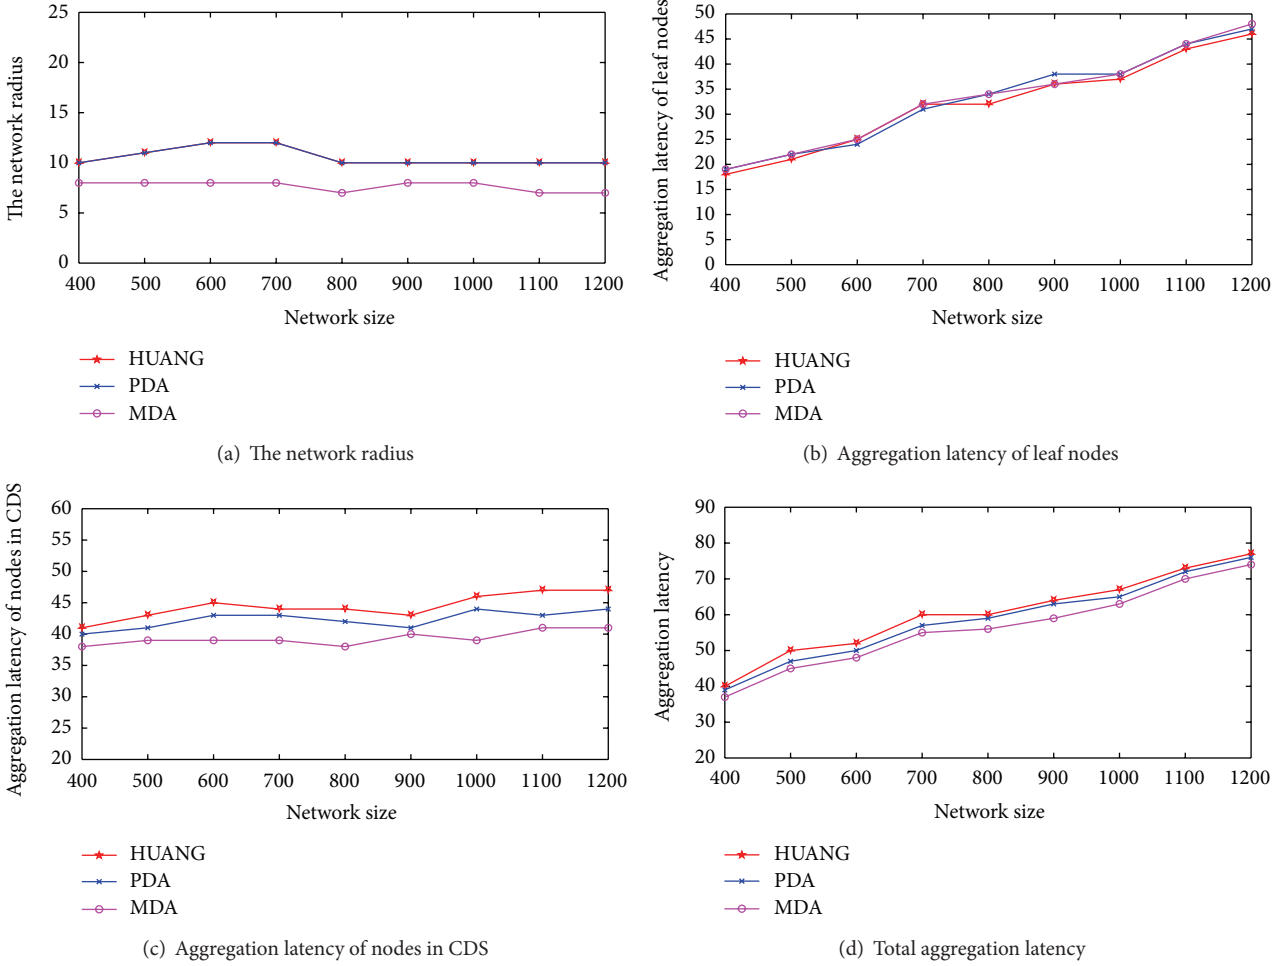 The network radius
25
20
15
10
5
0
400 500 600 700 800 900 1000 1100 1200
Network size
HUANG
PDA
MDA
(a) The network radius
Aggregation latency of leaf nodes
50
45
40
35
30
25
20
15
10
5
0
400 500 600 700 800 900 1000 1100 1200
Network size
HUANG
PDA
MDA
(b) Aggregation latency of leaf nodes
Aggregation latency of nodes in CDS
60
55
50
45
40
35
30
25
20
400 500 600 700 800 900 1000 1100 1200
Network size
HUANG
PDA
MDA
(c) Aggregation latency of nodes in CDS
Aggregation latency
90
80
70
60
50
40
30
20
400 500 600 700 800 900 1000 1100 1200
Network size
HUANG
PDA
MDA
(d) Total aggregation latency